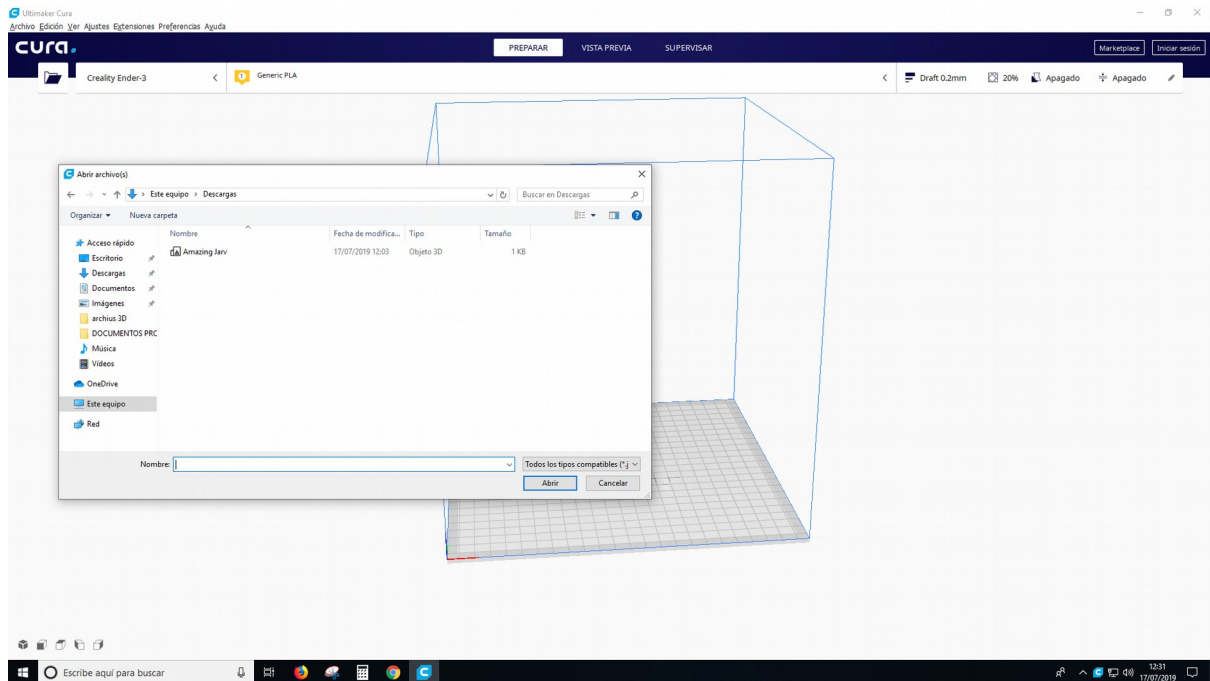 Ultimaker Cura
Archivo Edición Ver Ajustes Extensiones Preferencias Ayuda
cura.
PREPARAR VISTA PREVIA SUPERVISAR
Marketplace Iniciar sesión
Creality Ender-3
1 Generic PLA
Draft 0.2mm 20% Apagado Apagado
Abrir archivo(s)
Este equipo › Descargas
Buscar en Descargas
Organizar Nueva carpeta
Nombre Fecha de modifica... Tipo Tamaño
Amazing Jarv 17/07/2019 12:03 Objeto 3D 1 KB
Acceso rápido
Escritorio
Descargas
Documentos
Imágenes
archius 3D
DOCUMENTOS PRC
Música
Vídeos
OneDrive
Este equipo
Red
Nombre:
Todos los tipos compatibles (*.j
Abrir Cancelar
Escribe aquí para buscar
12:31
17/07/2019